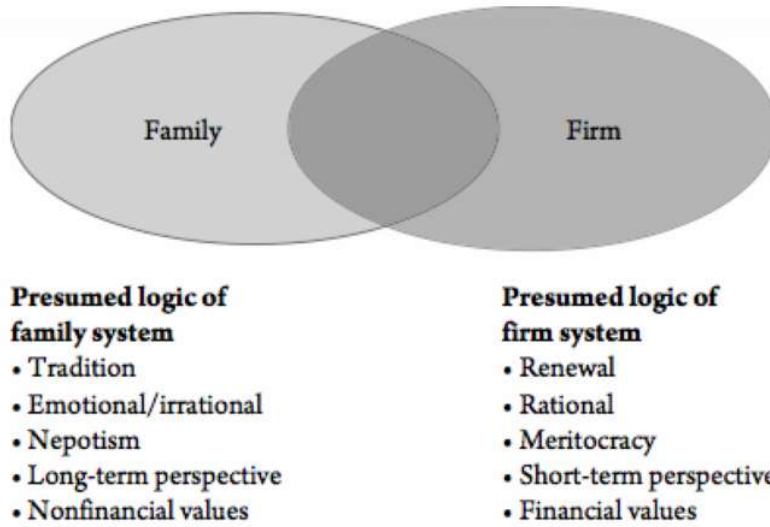 Family
Firm
Presumed logic of
family system
• Tradition
• Emotional/irrational
• Nepotism
• Long-term perspective
• Nonfinancial values
Presumed logic of
firm system
• Renewal
• Rational
• Meritocracy
• Short-term perspective
• Financial values